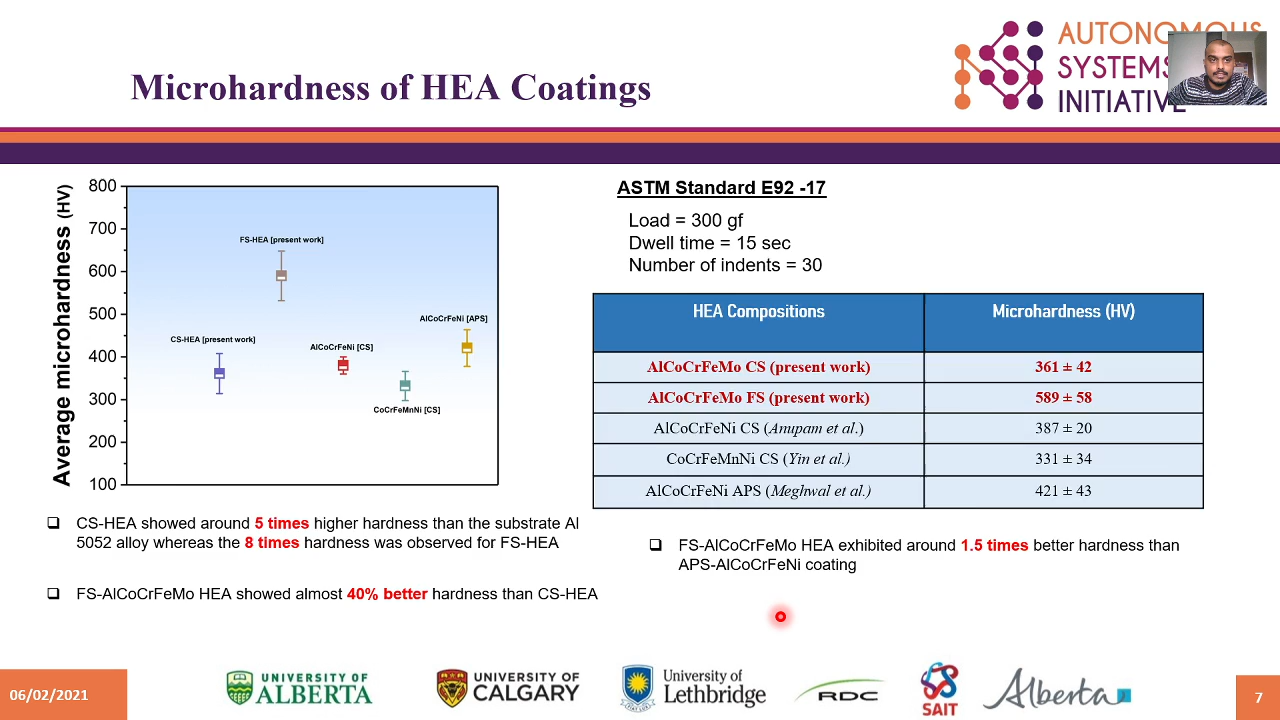 Microhardness of HEA Coatings
AUTONOMOUS
SYSTEMS
INITIATIVE
Average microhardness (HV)
800
700
600
500
400
300
200
100
FS-HEA [present work]
AlCoCrFeNi [APS]
CS-HEA [present work]
AlCoCrFeNi [CS]
CoCrFeMnNi [CS]
ASTM Standard E92 -17
Load = 300 gf
Dwell time = 15 sec
Number of indents = 30
HEA Compositions Microhardness (HV)
AlCoCrFeMo CS (present work) 361 ± 42
AlCoCrFeMo FS (present work) 589 ± 58
AlCoCrFeNi CS (Anupam et al.) 387 ± 20
CoCrFeMnNi CS (Yin et al.) 331 ± 34
AlCoCrFeNi APS (Meghwal et al.) 421 ± 43
❑ CS-HEA showed around 5 times higher hardness than the substrate Al
5052 alloy whereas the 8 times hardness was observed for FS-HEA
❑ FS-AlCoCrFeMo HEA showed almost 40% better hardness than CS-HEA
❑ FS-AlCoCrFeMo HEA exhibited around 1.5 times better hardness than
APS-AlCoCrFeNi coating
06/02/2021
UNIVERSITY OF
ALBERTA
UNIVERSITY OF
CALGARY
University of
Lethbridge
RDC
SAIT
Alberta
7